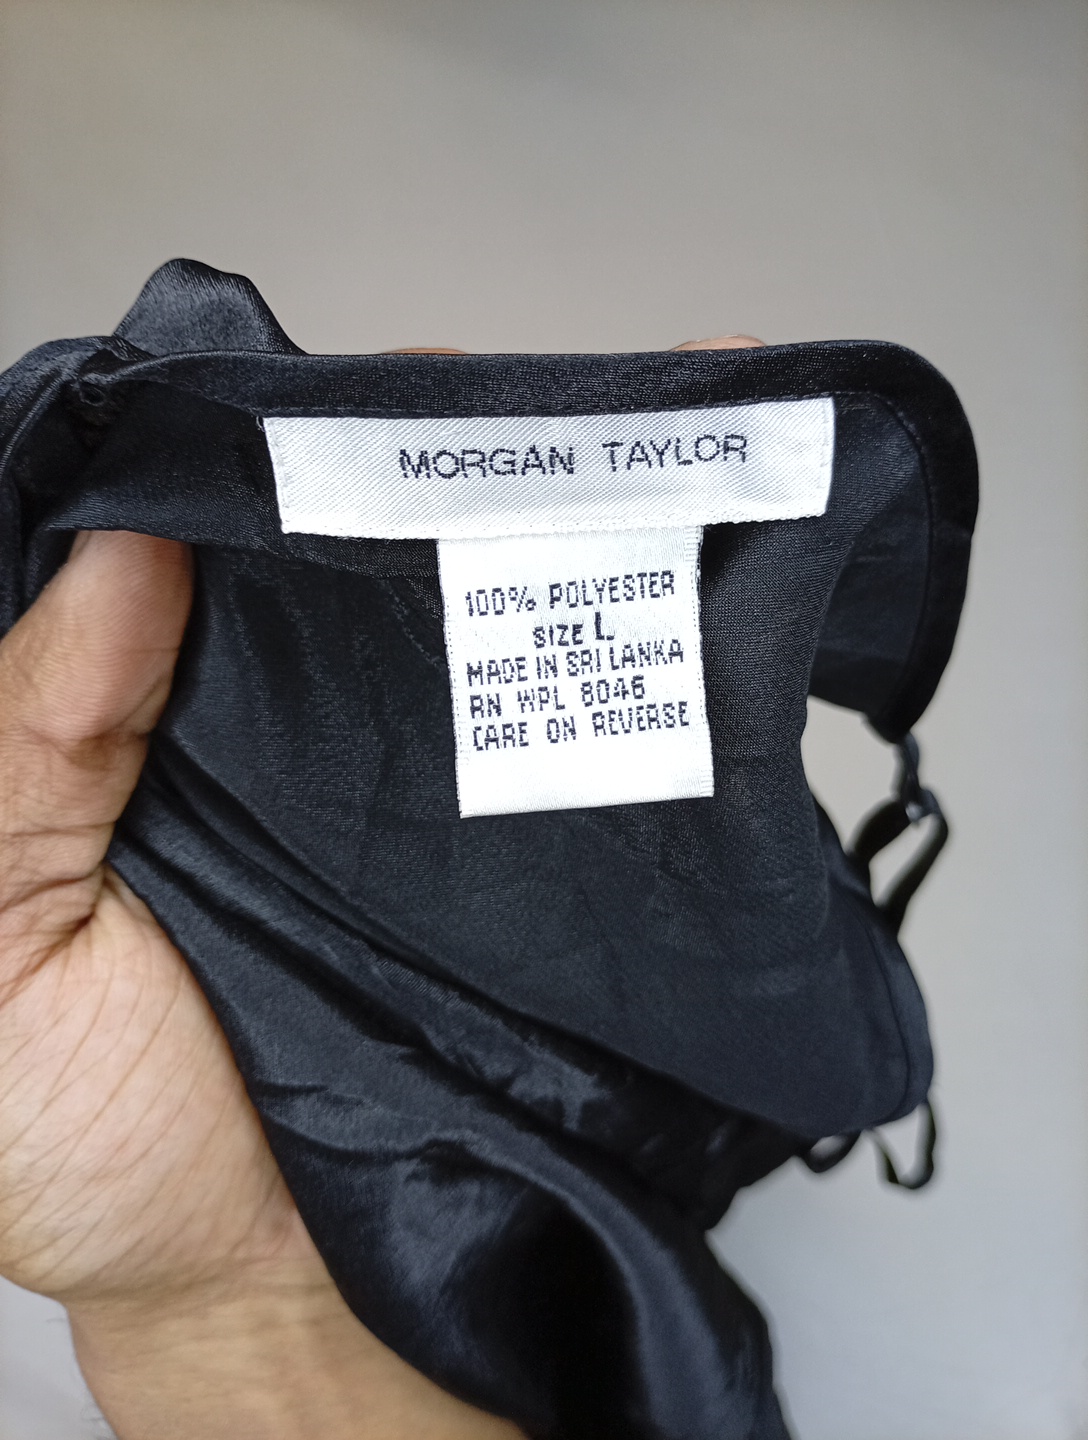 MORGAN TAYLOR
100% POLYESTER
SIZE L
MADE IN SRI LANKA
RN WPL 8046
CARE ON REVERSE